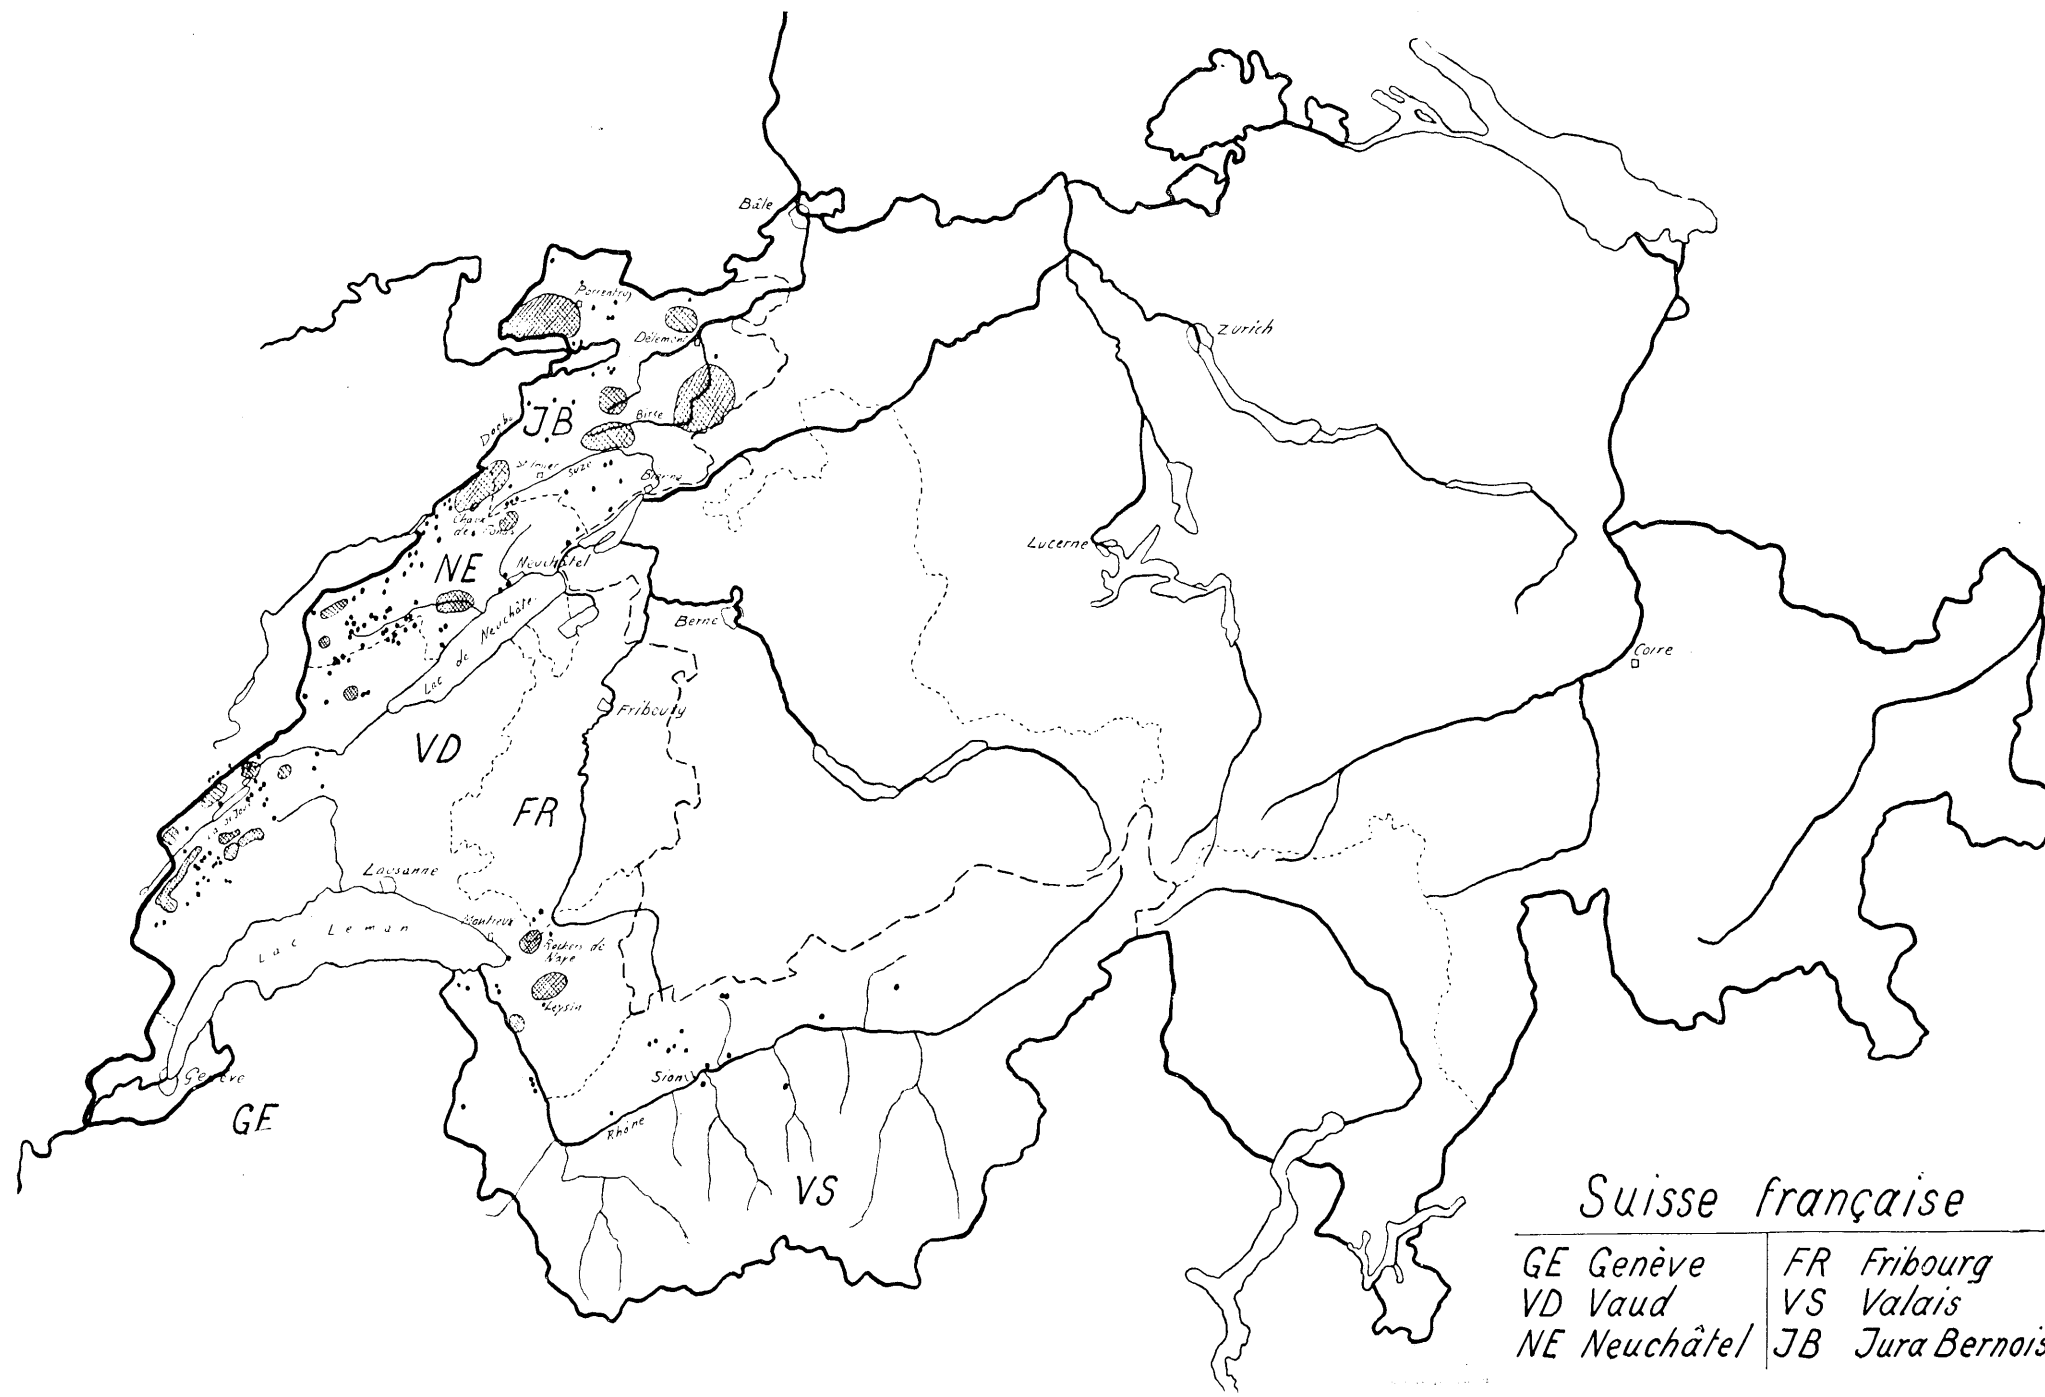 Bâle
Porrentruy
Délemont
Zurich
JB
Birse
Doubs
St Imier
Suze
Bienne
Chaux
de Fonds
Lucerne
NE
Neuchâtel
Lac de Neuchâtel
Berne
Coire
Fribourg
VD
FR
Lausanne
Montreux
Lac Leman
Rochers de
Naye
Leysin
Genève
Sion
GE
Rhône
VS
Suisse française
GE Genève FR Fribourg
VD Vaud VS Valais
NE Neuchâtel JB Jura Bernois